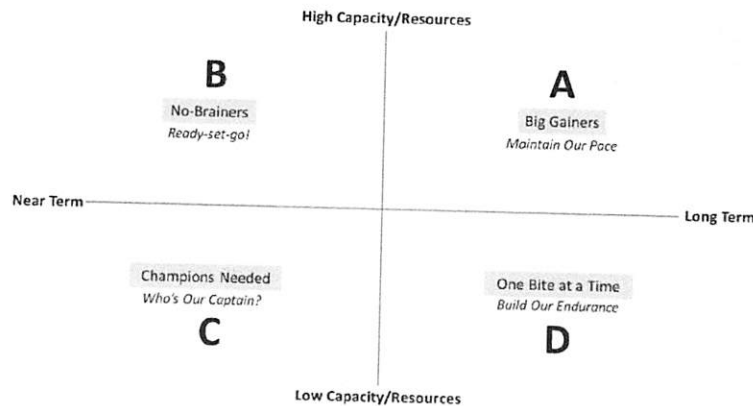 High Capacity/Resources
B
No-Brainers
Ready-set-go!
A
Big Gainers
Maintain Our Pace
Near Term
Long Term
Champions Needed
Who's Our Captain?
C
One Bite at a Time
Build Our Endurance
D
Low Capacity/Resources